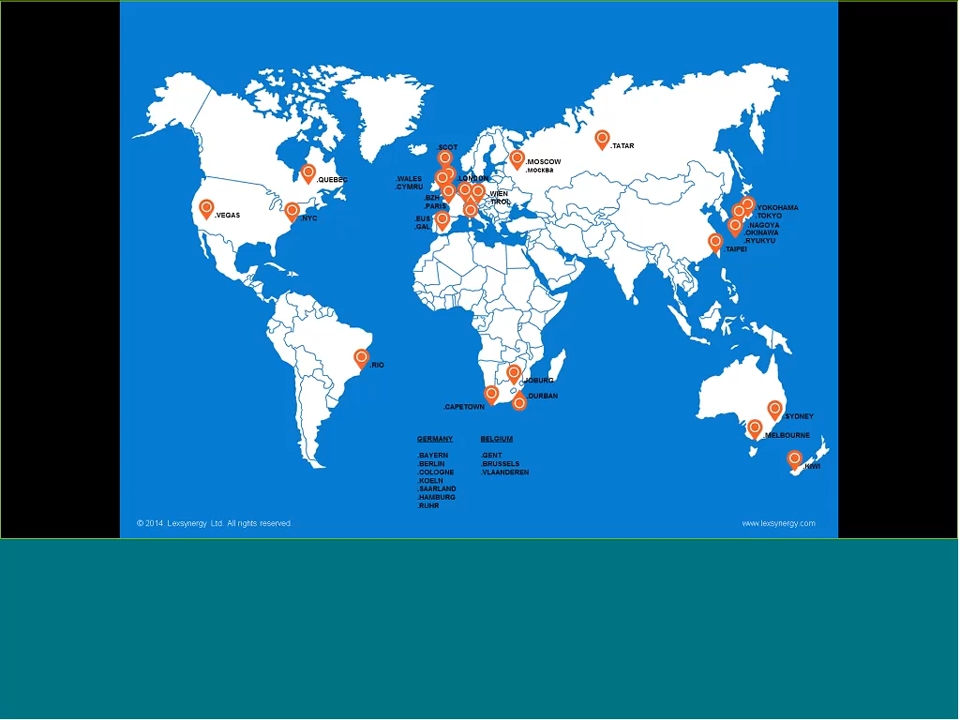 .SCOT
.TATAR
.MOSCOW
.москва
.QUEBEC
.WALES
.CYMRU
.LONDON
.WIEN
TIROL
.BZH
.PARIS
.VEGAS
.NYC
.EUS
.GAL
.YOKOHAMA
.TOKYO
.NAGOYA
.OKINAWA
.RYUKYU
TAIPEI
.RIO
.JOBURG
.DURBAN
.CAPETOWN
.SYDNEY
.MELBOURNE
.KIWI
GERMANY
.BAYERN
.BERLIN
.COLOGNE
.KOELN
.SAARLAND
.HAMBURG
.RUHR
BELGIUM
.GENT
.BRUSSELS
.VLAANDEREN
© 2014 Lexsynergy Ltd. All rights reserved.
www.lexsynergy.com